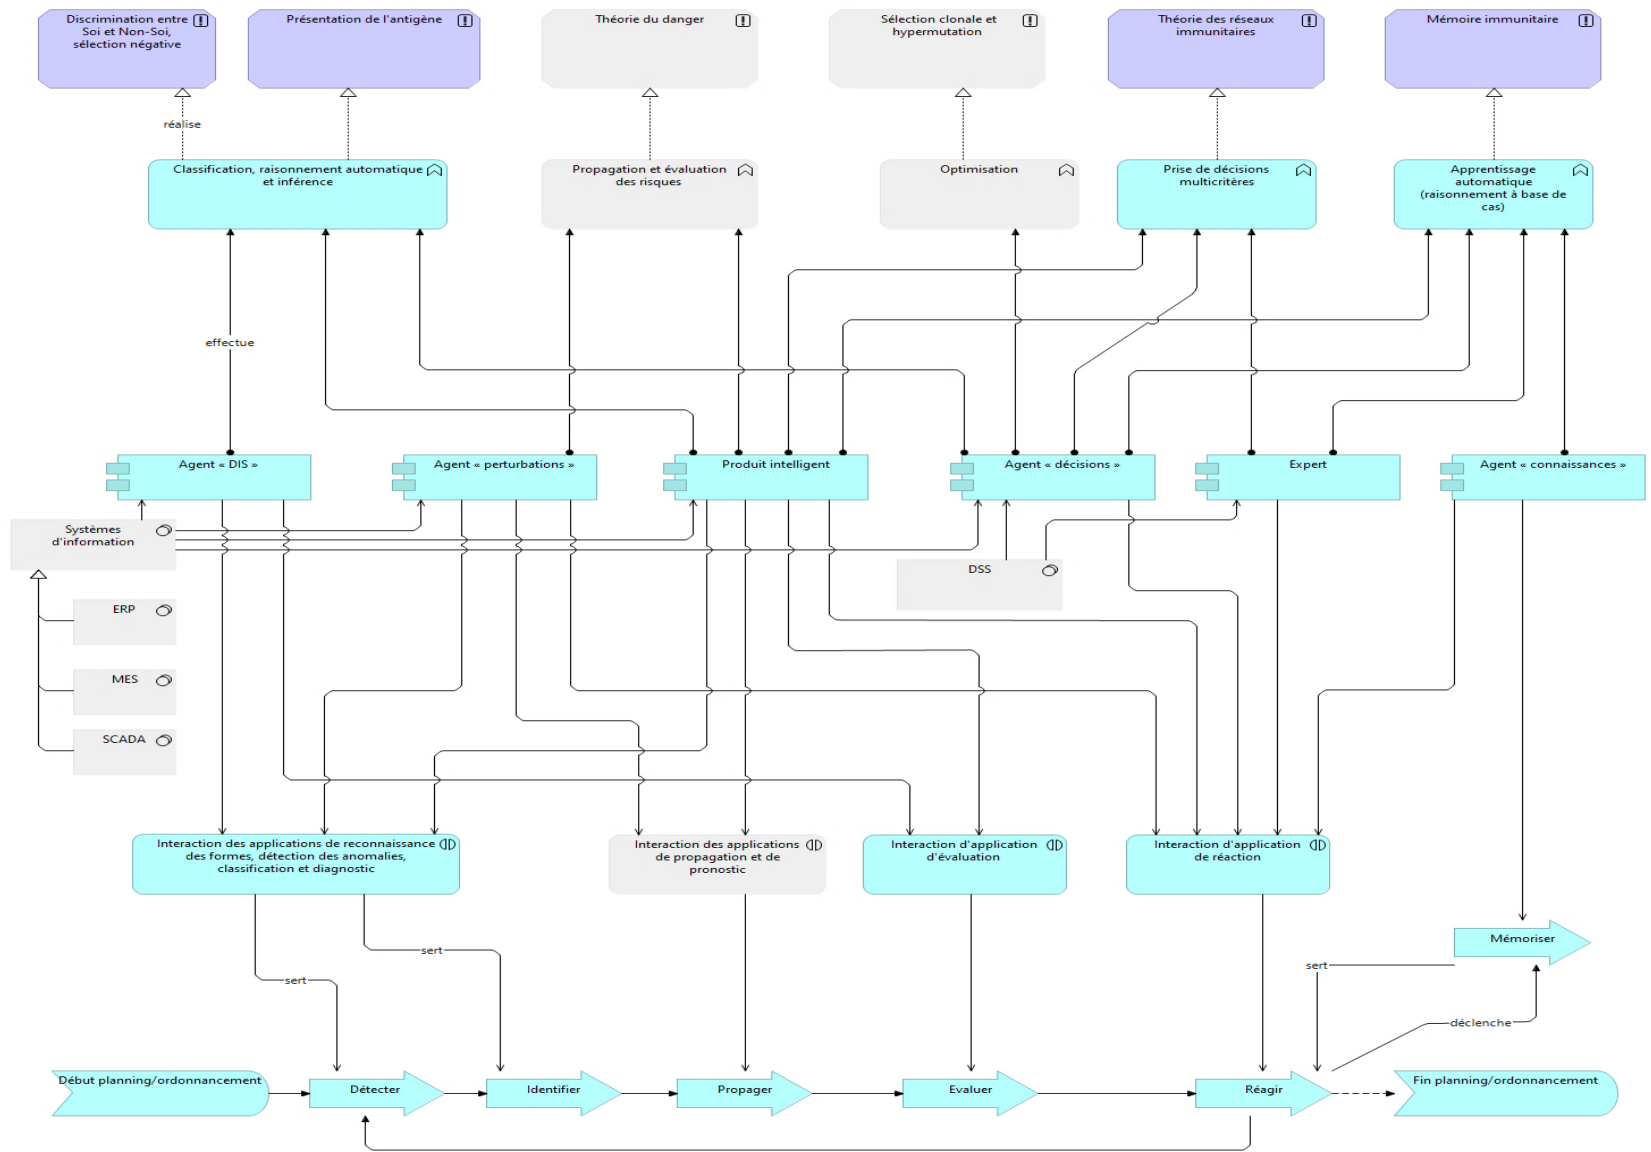 Discrimination entre
Soi et Non-Soi,
sélection négative
Présentation de l'antigène
Théorie du danger
Sélection clonale et
hypermutation
Théorie des réseaux
immunitaires
Mémoire immunitaire
réalise
Classification, raisonnement automatique
et inférence
Propagation et évaluation
des risques
Optimisation
Prise de décisions
multicritères
Apprentissage
automatique
(raisonnement à base de
cas)
effectue
Agent « DIS »
Agent « perturbations »
Produit intelligent
Agent « décisions »
Expert
Agent « connaissances »
Systèmes
d'information
DSS
ERP
MES
SCADA
Interaction des applications de reconnaissance
des formes, détection des anomalies,
classification et diagnostic
Interaction des applications
de propagation et de
pronostic
Interaction d'application
d'évaluation
Interaction d'application
de réaction
Mémoriser
sert
sert
sert
déclenche
Début planning/ordonnancement
Détecter
Identifier
Propager
Evaluer
Réagir
Fin planning/ordonnancement